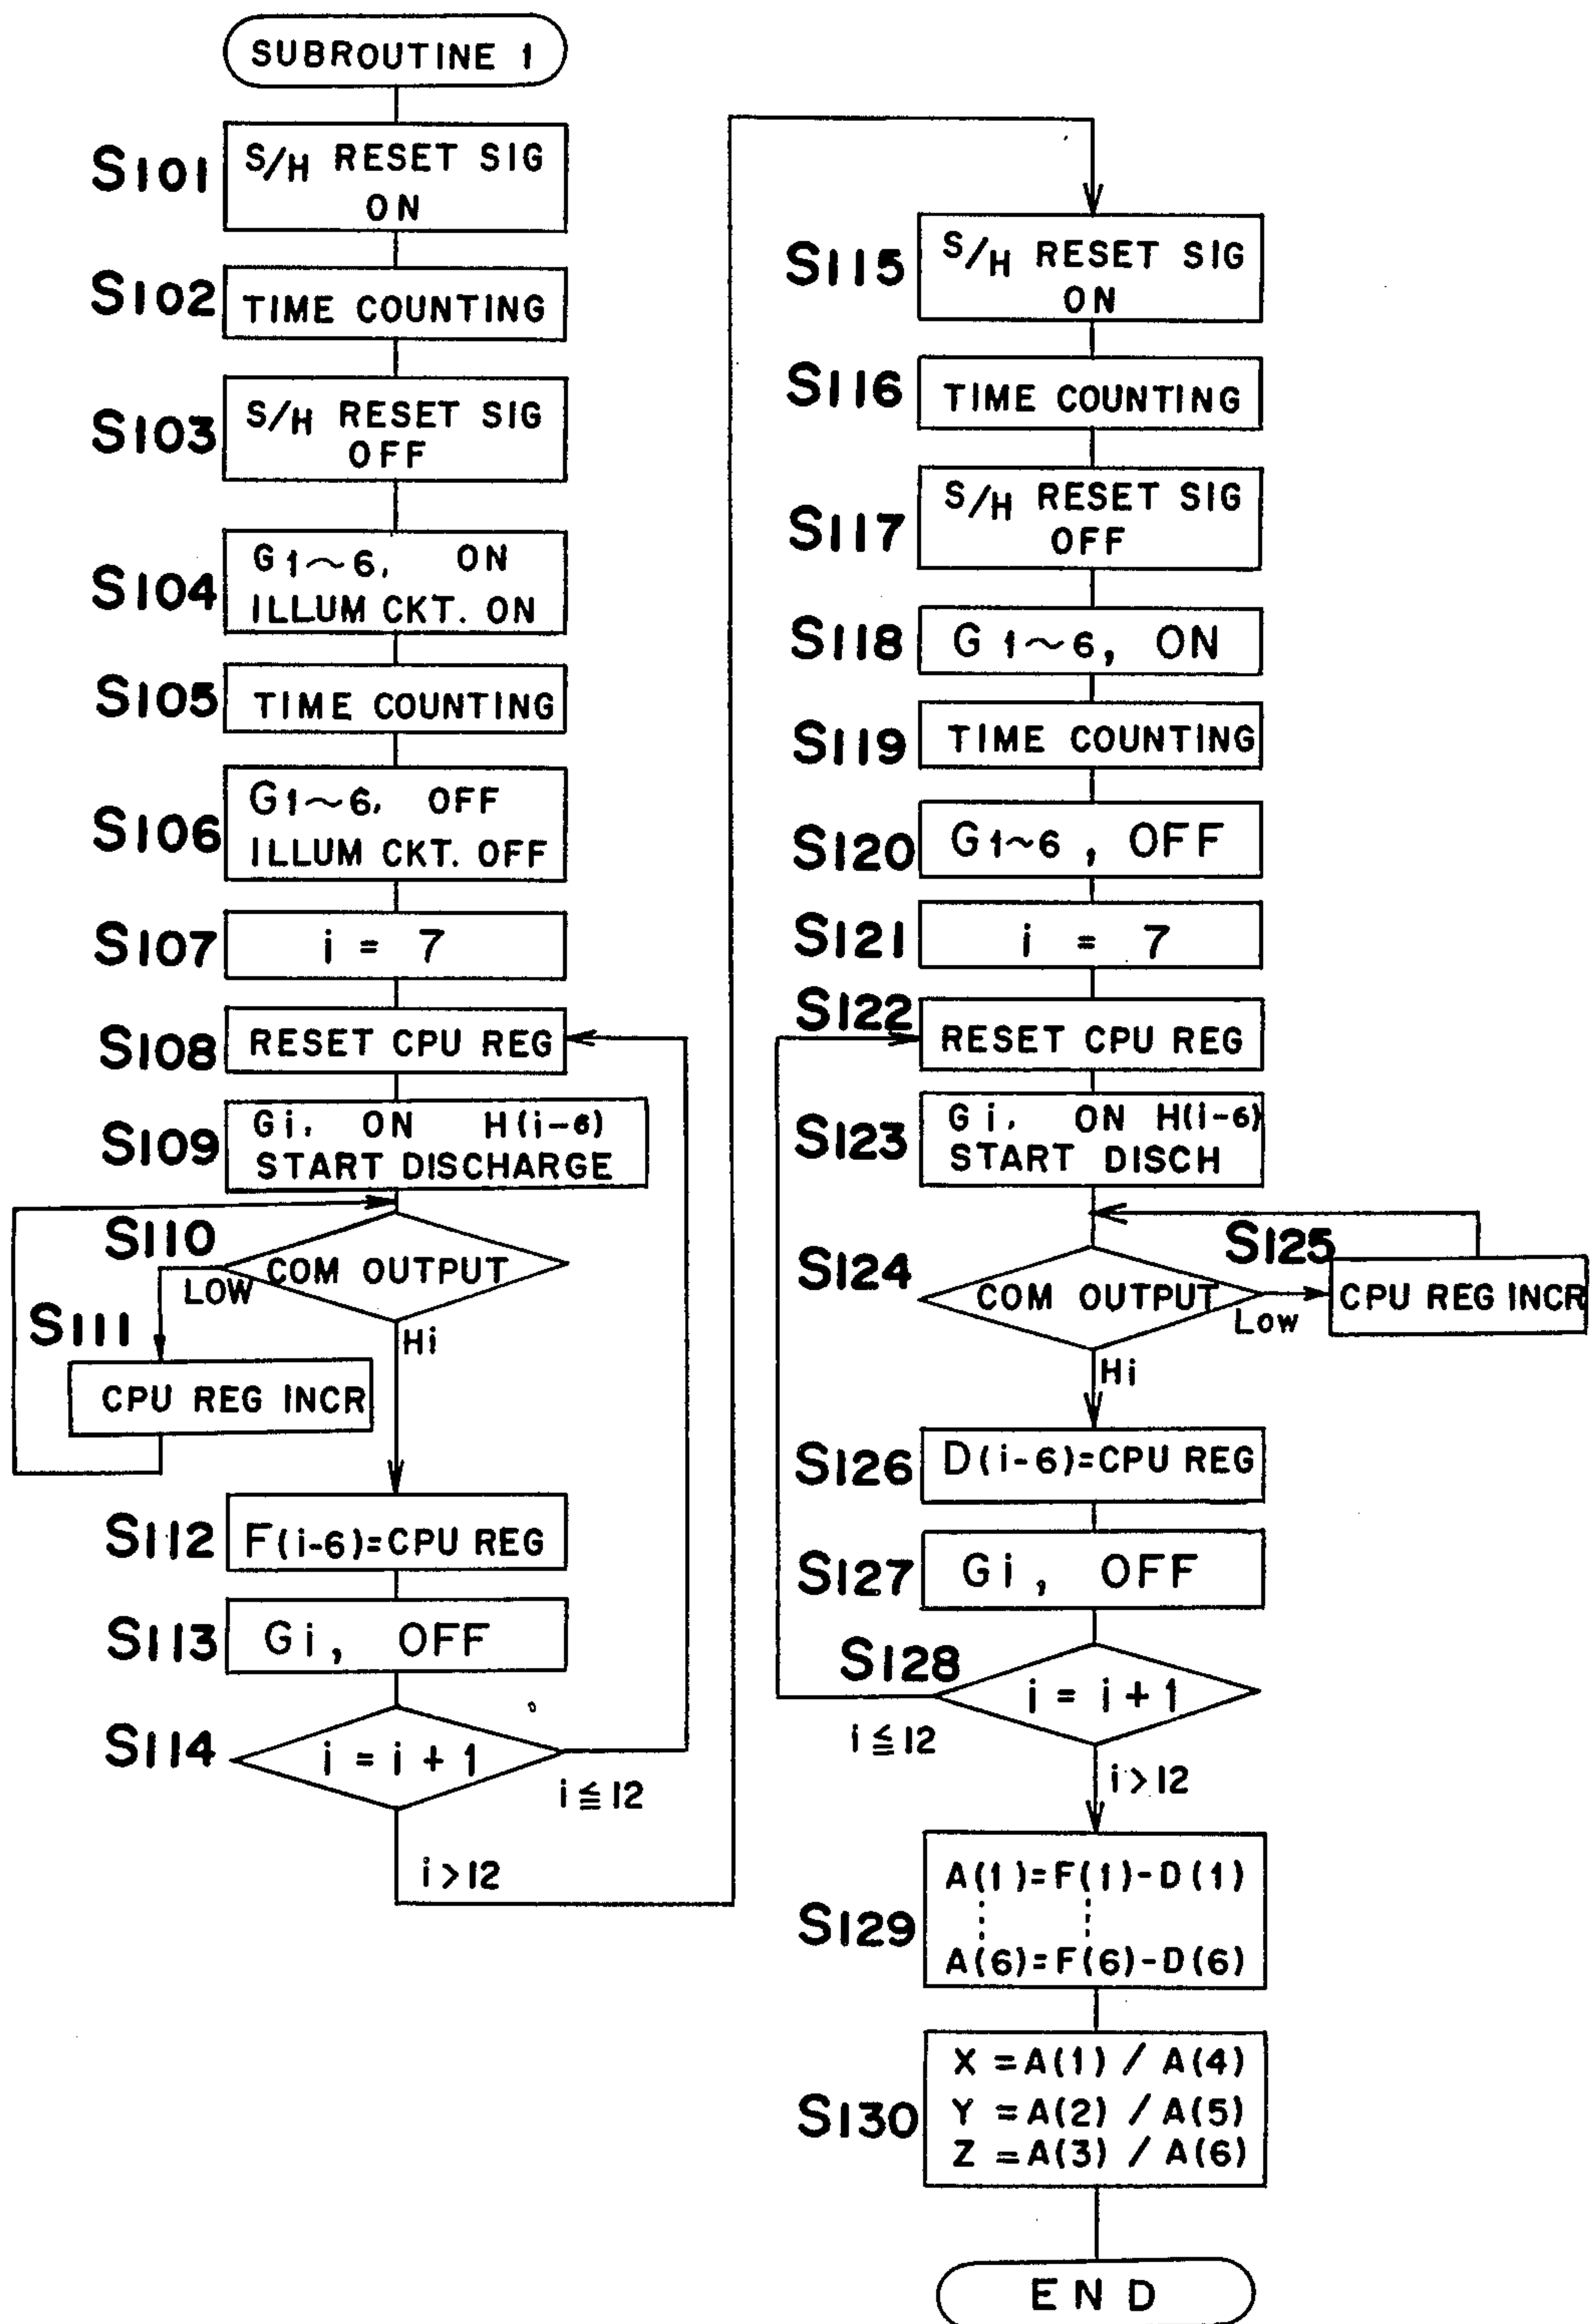 SUBROUTINE 1
S101
S/H RESET SIG
ON
S102
TIME COUNTING
S103
S/H RESET SIG
OFF
S104
G1~6, ON
ILLUM CKT. ON
S105
TIME COUNTING
S106
G1~6, OFF
ILLUM CKT. OFF
S107
i = 7
S108
RESET CPU REG
S109
Gi, ON H(i-6)
START DISCHARGE
S110
COM OUTPUT
LOW
Hi
S111
CPU REG INCR
S112
F(i-6)=CPU REG
S113
Gi, OFF
S114
i = i + 1
i ≦ 12
i > 12
S115
S/H RESET SIG
ON
S116
TIME COUNTING
S117
S/H RESET SIG
OFF
S118
G 1~6, ON
S119
TIME COUNTING
S120
G1~6 , OFF
S121
i = 7
S122
RESET CPU REG
S123
Gi, ON H(i-6)
START DISCH
S124
COM OUTPUT
Low
Hi
S125
CPU REG INCR
S126
D(i-6)=CPU REG
S127
Gi, OFF
S128
i = i + 1
i ≦ 12
i > 12
S129
A(1)=F(1)-D(1)
A(6)=F(6)-D(6)
S130
X =A(1) / A(4)
Y =A(2) / A(5)
Z =A(3) / A(6)
END